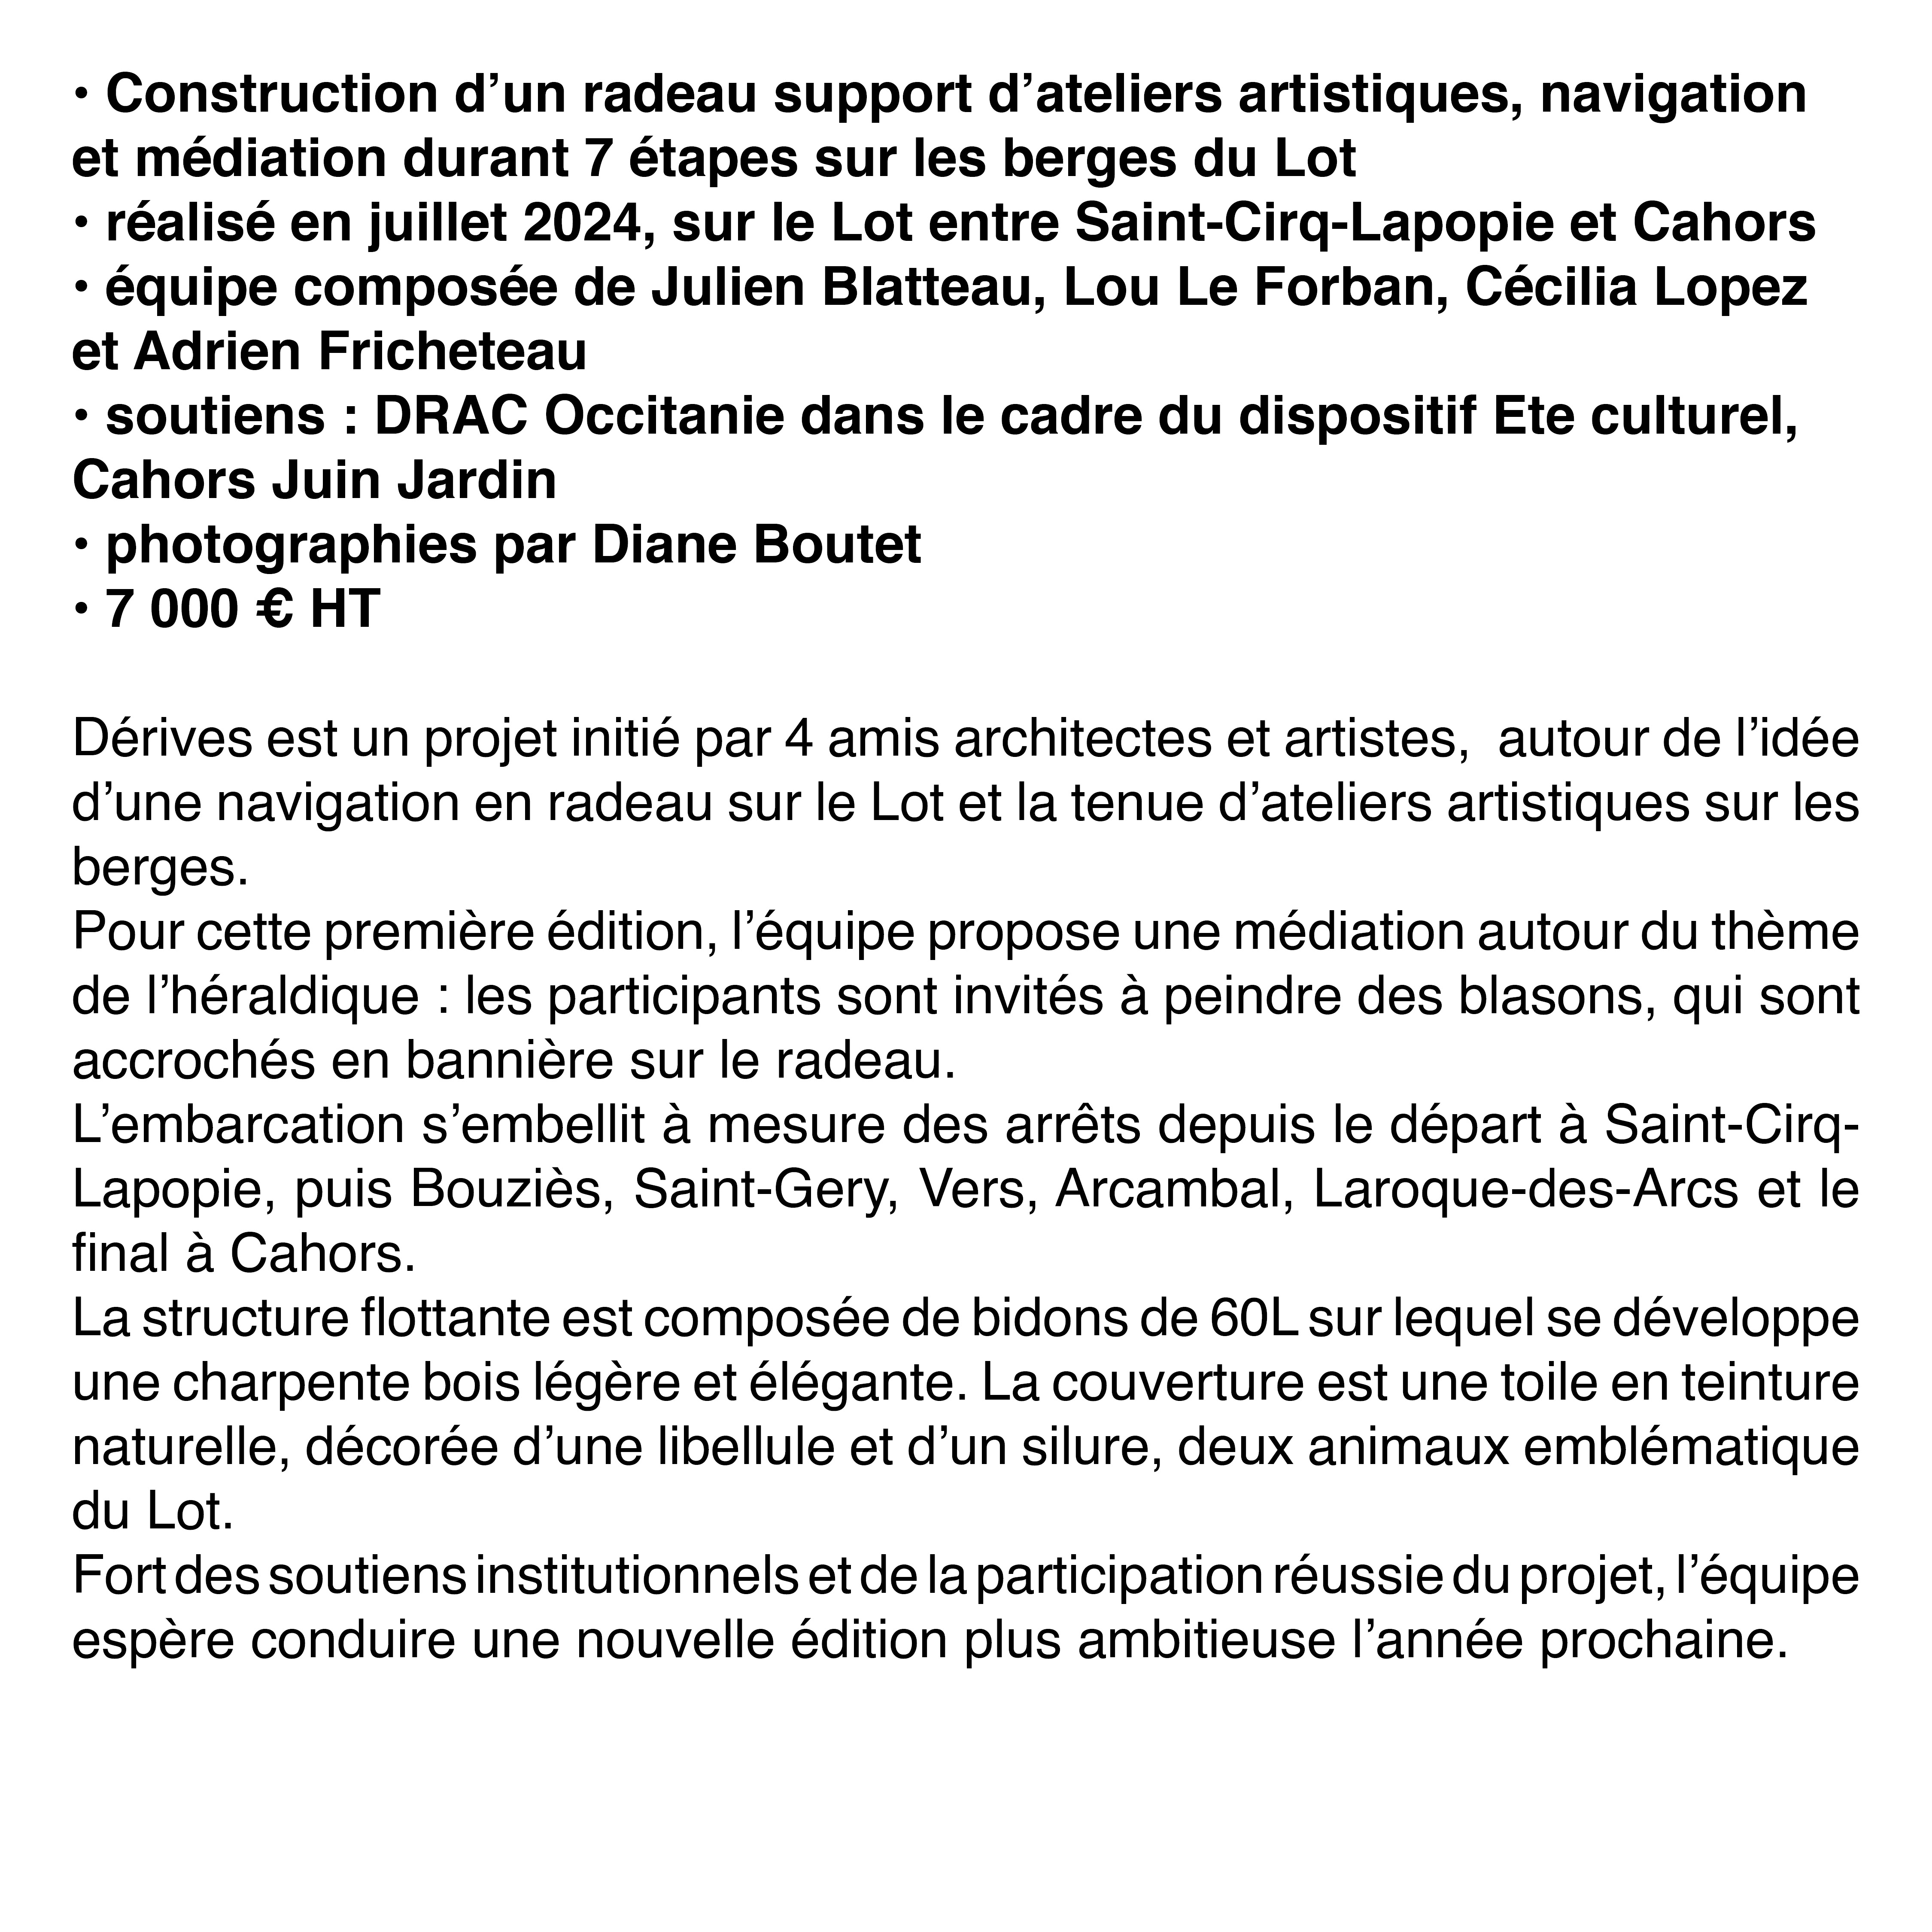 • Construction d’un radeau support d’ateliers artistiques, navigation
et médiation durant 7 étapes sur les berges du Lot
• réalisé en juillet 2024, sur le Lot entre Saint-Cirq-Lapopie et Cahors
• équipe composée de Julien Blatteau, Lou Le Forban, Cécilia Lopez
et Adrien Fricheteau
• soutiens : DRAC Occitanie dans le cadre du dispositif Ete culturel,
Cahors Juin Jardin
• photographies par Diane Boutet
• 7 000 € HT
Dérives est un projet initié par 4 amis architectes et artistes,  autour de l’idée
d’une navigation en radeau sur le Lot et la tenue d’ateliers artistiques sur les
berges.
Pour cette première édition, l’équipe propose une médiation autour du thème
de l’héraldique : les participants sont invités à peindre des blasons, qui sont
accrochés en bannière sur le radeau.
L’embarcation s’embellit à mesure des arrêts depuis le départ à Saint-Cirq-
Lapopie, puis Bouziès, Saint-Gery, Vers, Arcambal, Laroque-des-Arcs et le
final à Cahors.
La structure flottante est composée de bidons de 60L sur lequel se développe
une charpente bois légère et élégante. La couverture est une toile en teinture
naturelle, décorée d’une libellule et d’un silure, deux animaux emblématique
du Lot.
Fort des soutiens institutionnels et de la participation réussie du projet, l’équipe
espère conduire une nouvelle édition plus ambitieuse l’année prochaine.